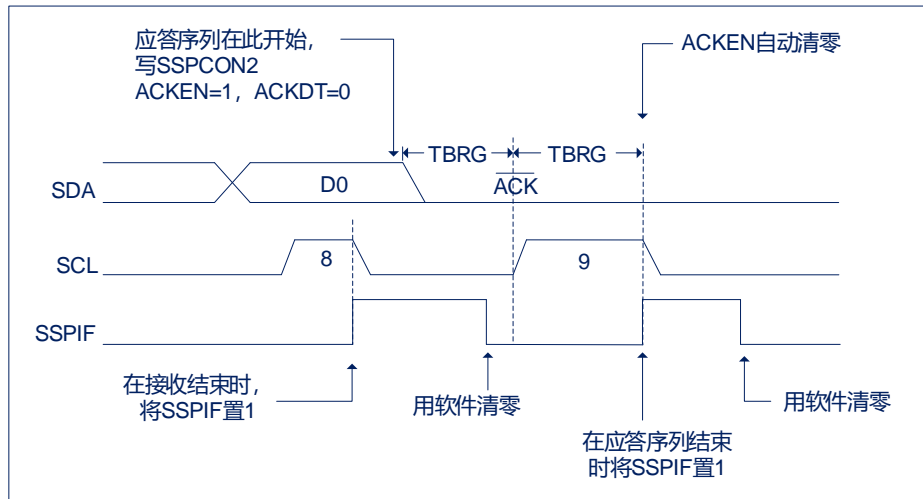 应答序列在此开始，
写SSPCON2
ACKEN=1，ACKDT=0
ACKEN自动清零
TBRG
TBRG
SDA
D0
ACK
SCL
8
9
SSPIF
在接收结束时，
将SSPIF置1
用软件清零
在应答序列结束
时将SSPIF置1
用软件清零